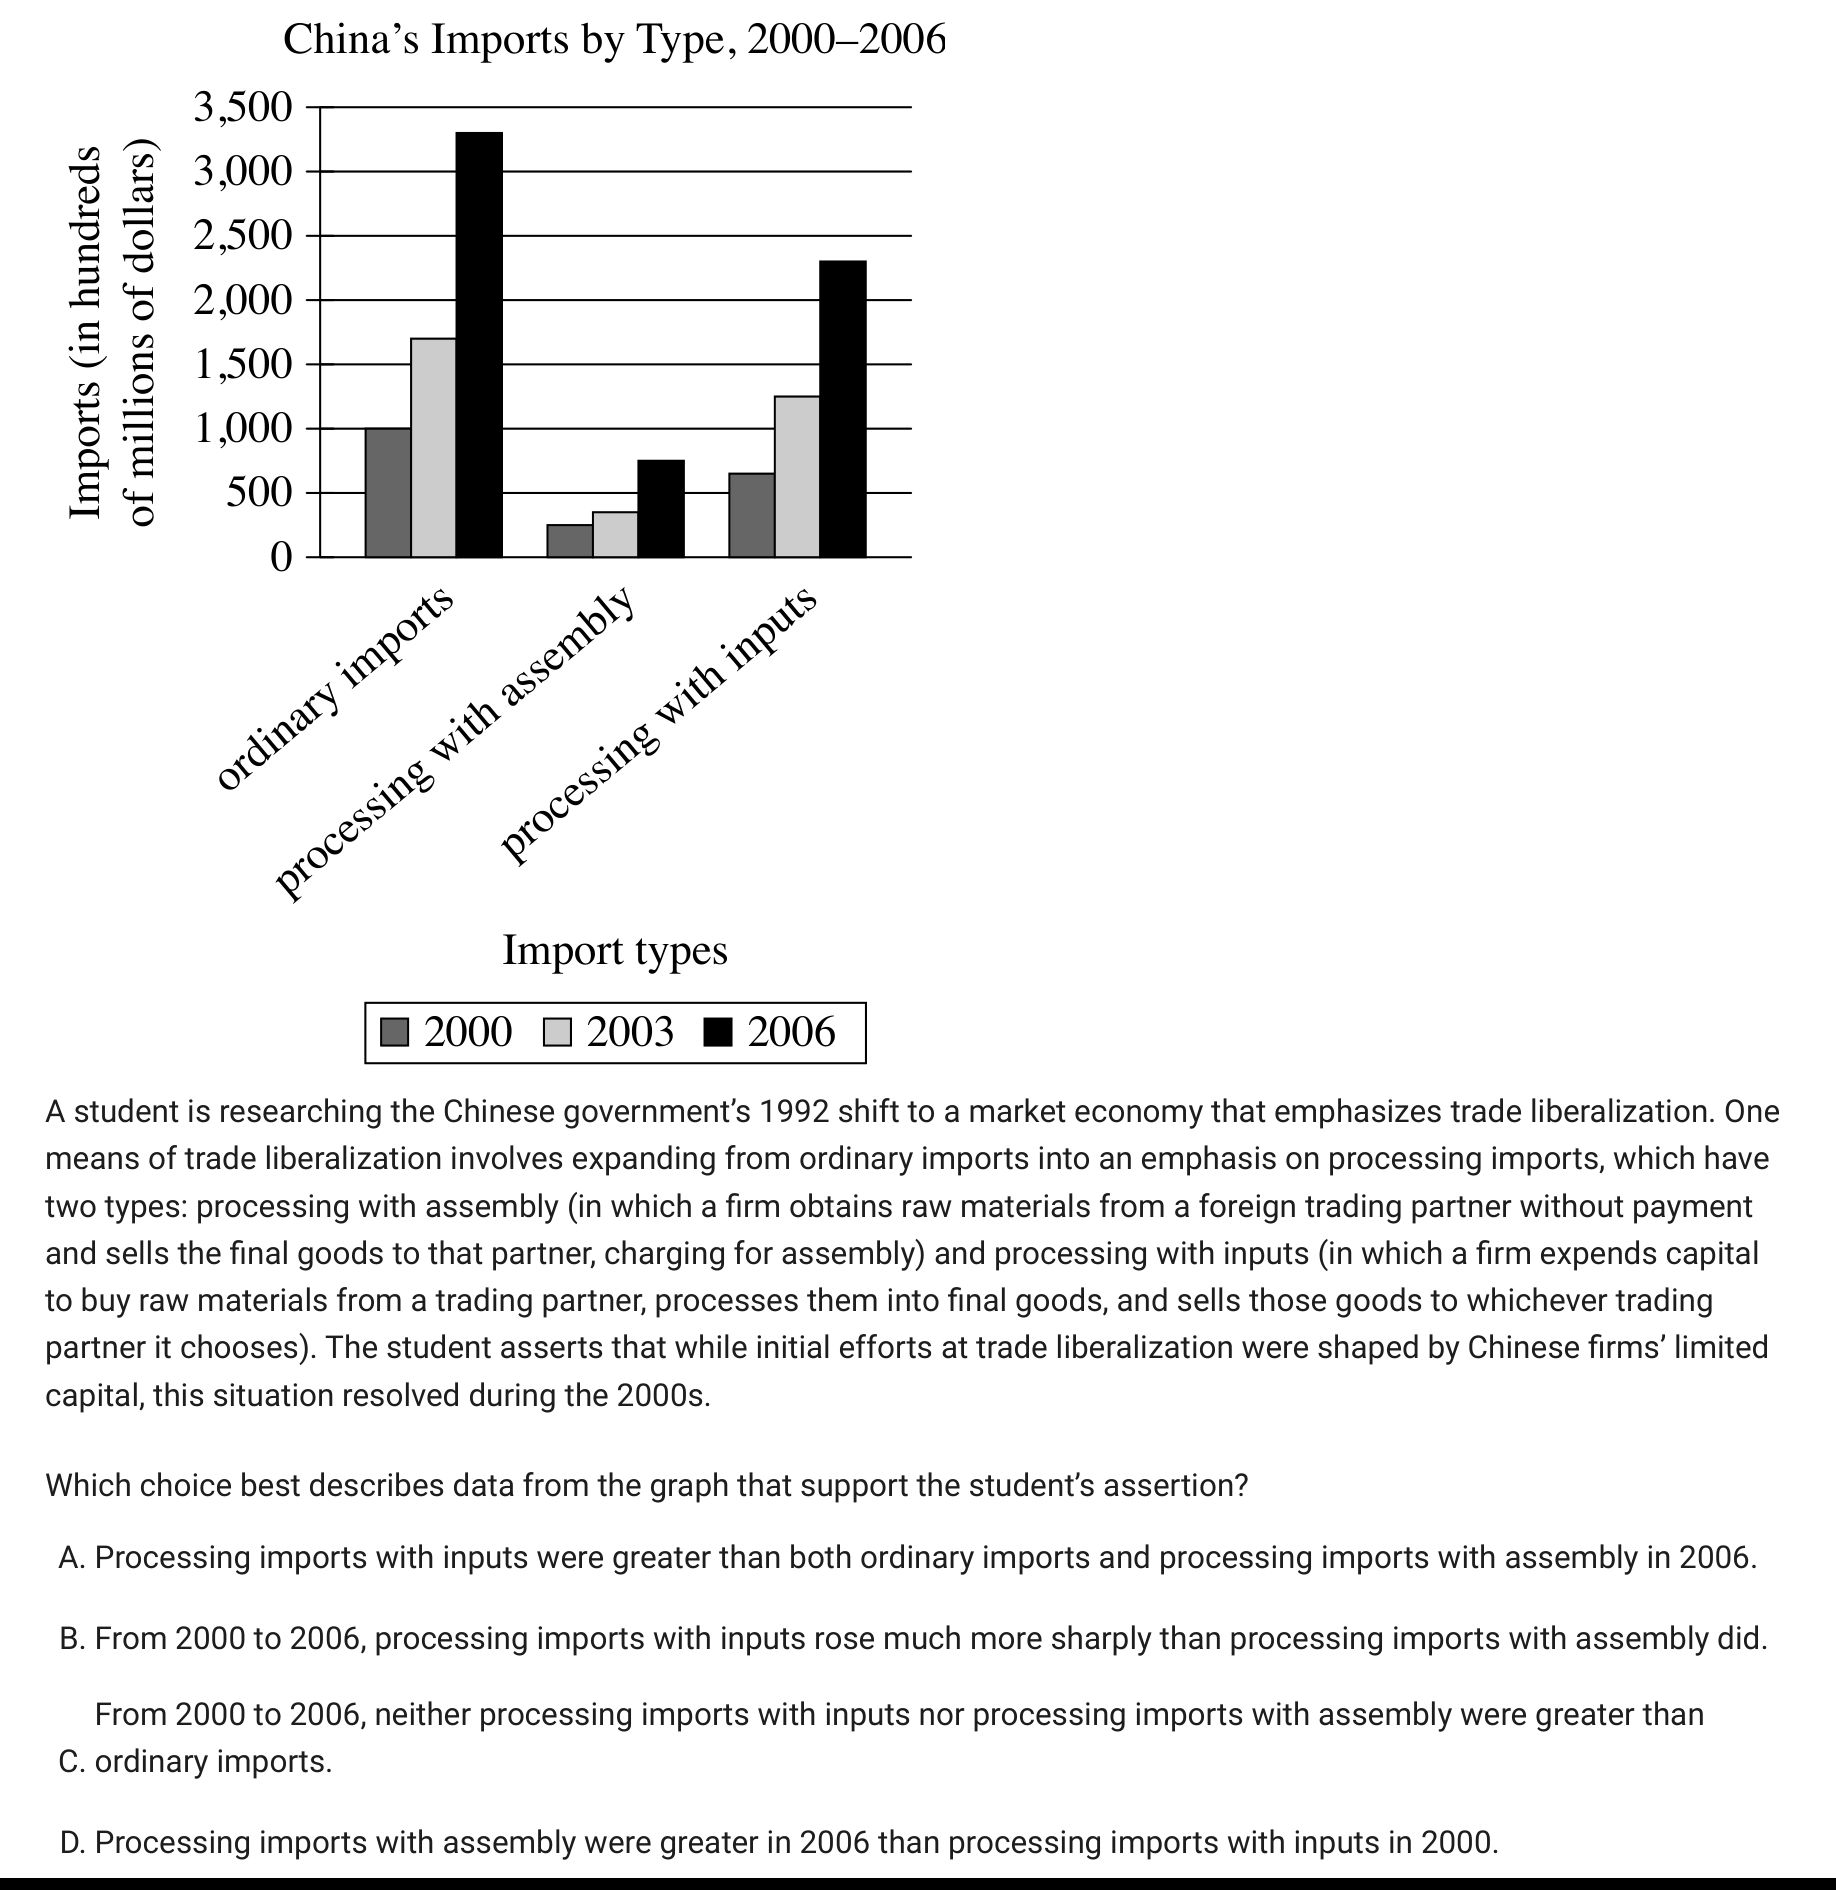 China's Imports by Type, 2000–2006
Imports (in hundreds
of millions of dollars)
3,500
3,000
2,500
2,000
1,500
1,000
500
0
ordinary imports
processing with assembly
processing with inputs
Import types
2000 2003 2006
A student is researching the Chinese government’s 1992 shift to a market economy that emphasizes trade liberalization. One
means of trade liberalization involves expanding from ordinary imports into an emphasis on processing imports, which have
two types: processing with assembly (in which a firm obtains raw materials from a foreign trading partner without payment
and sells the final goods to that partner, charging for assembly) and processing with inputs (in which a firm expends capital
to buy raw materials from a trading partner, processes them into final goods, and sells those goods to whichever trading
partner it chooses). The student asserts that while initial efforts at trade liberalization were shaped by Chinese firms’ limited
capital, this situation resolved during the 2000s.
Which choice best describes data from the graph that support the student’s assertion?
A. Processing imports with inputs were greater than both ordinary imports and processing imports with assembly in 2006.
B. From 2000 to 2006, processing imports with inputs rose much more sharply than processing imports with assembly did.
From 2000 to 2006, neither processing imports with inputs nor processing imports with assembly were greater than
C. ordinary imports.
D. Processing imports with assembly were greater in 2006 than processing imports with inputs in 2000.